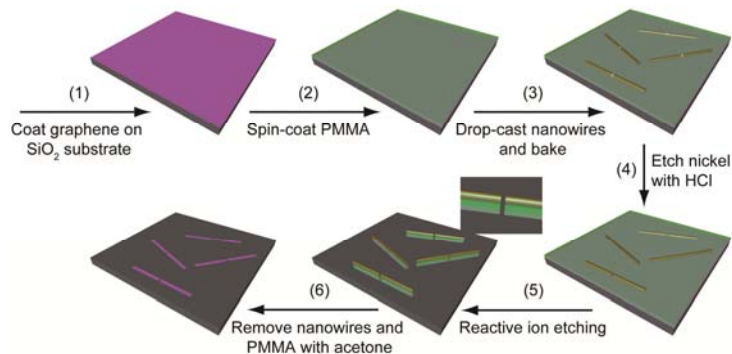 (1)
Coat graphene on
SiO₂ substrate
(2)
Spin-coat PMMA
(3)
Drop-cast nanowires
and bake
(4)
Etch nickel
with HCl
(5)
Reactive ion etching
(6)
Remove nanowires and
PMMA with acetone